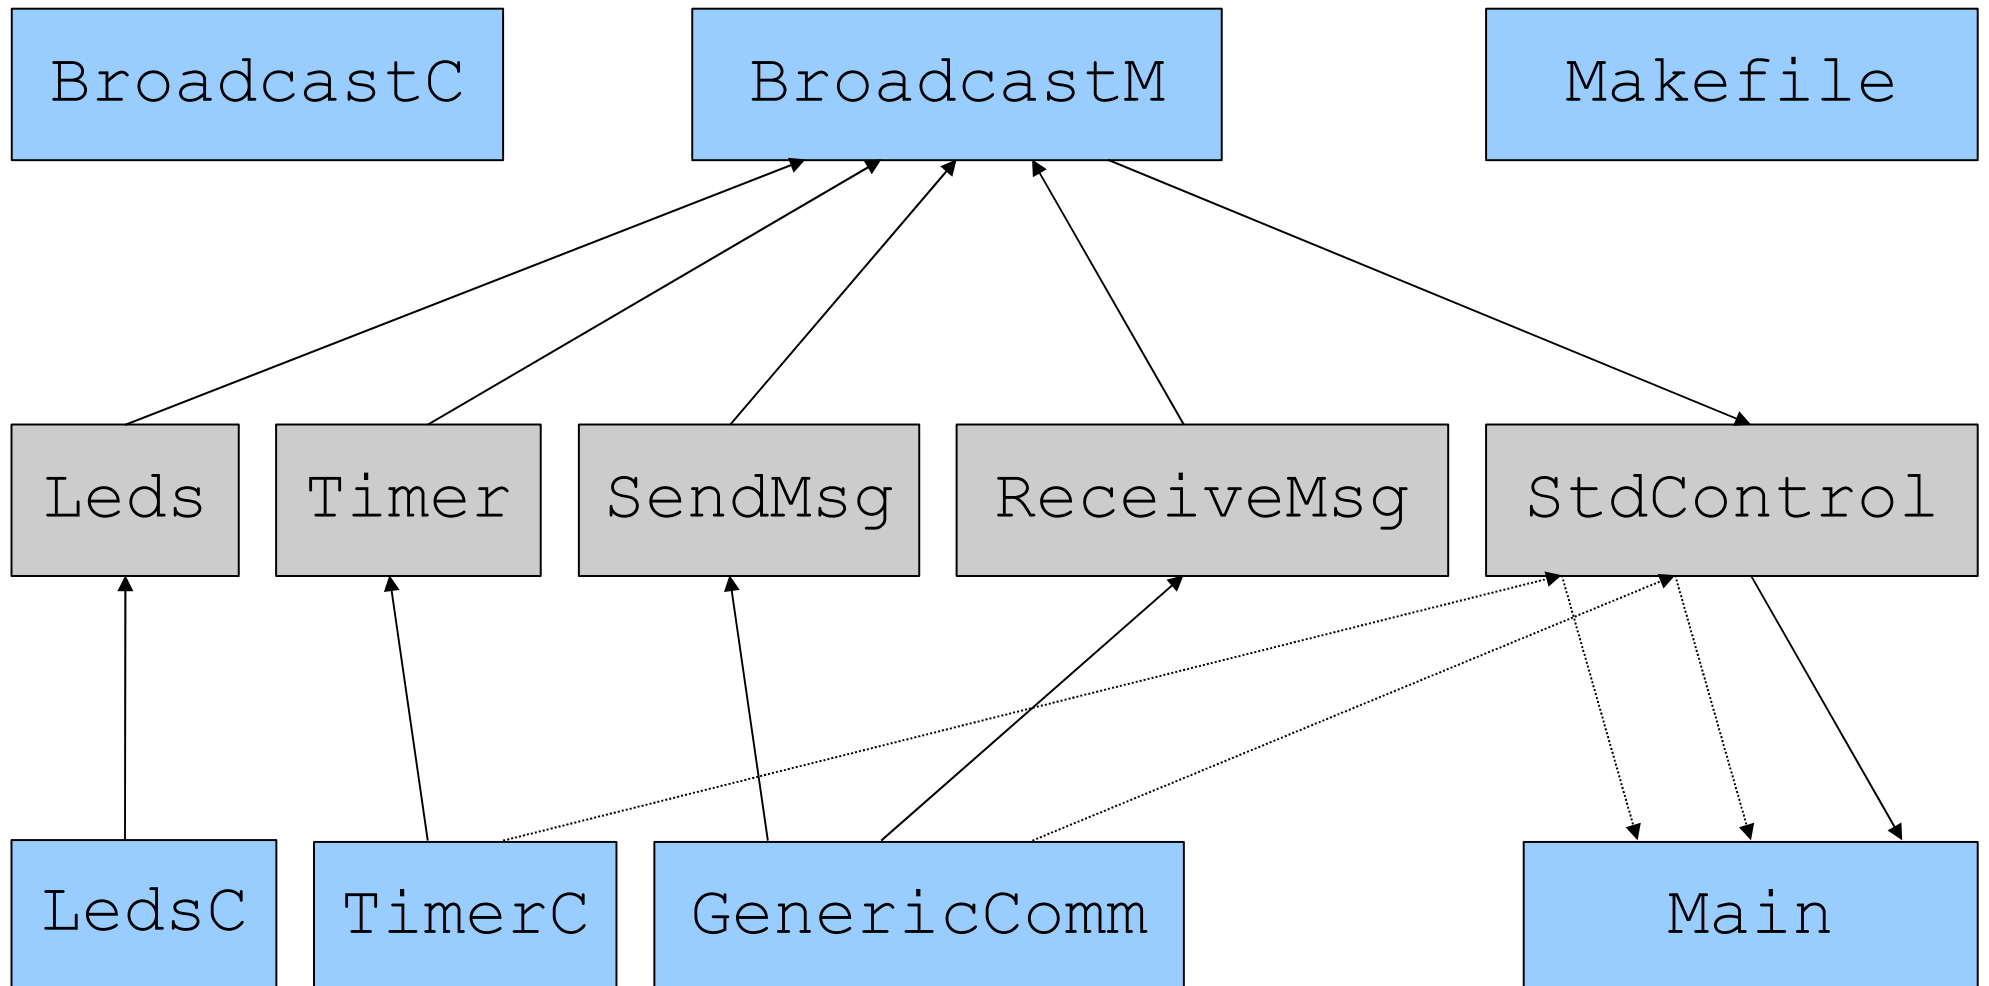 BroadcastC
BroadcastM
Makefile
Leds
Timer
SendMsg
ReceiveMsg
StdControl
LedsC
TimerC
GenericComm
Main